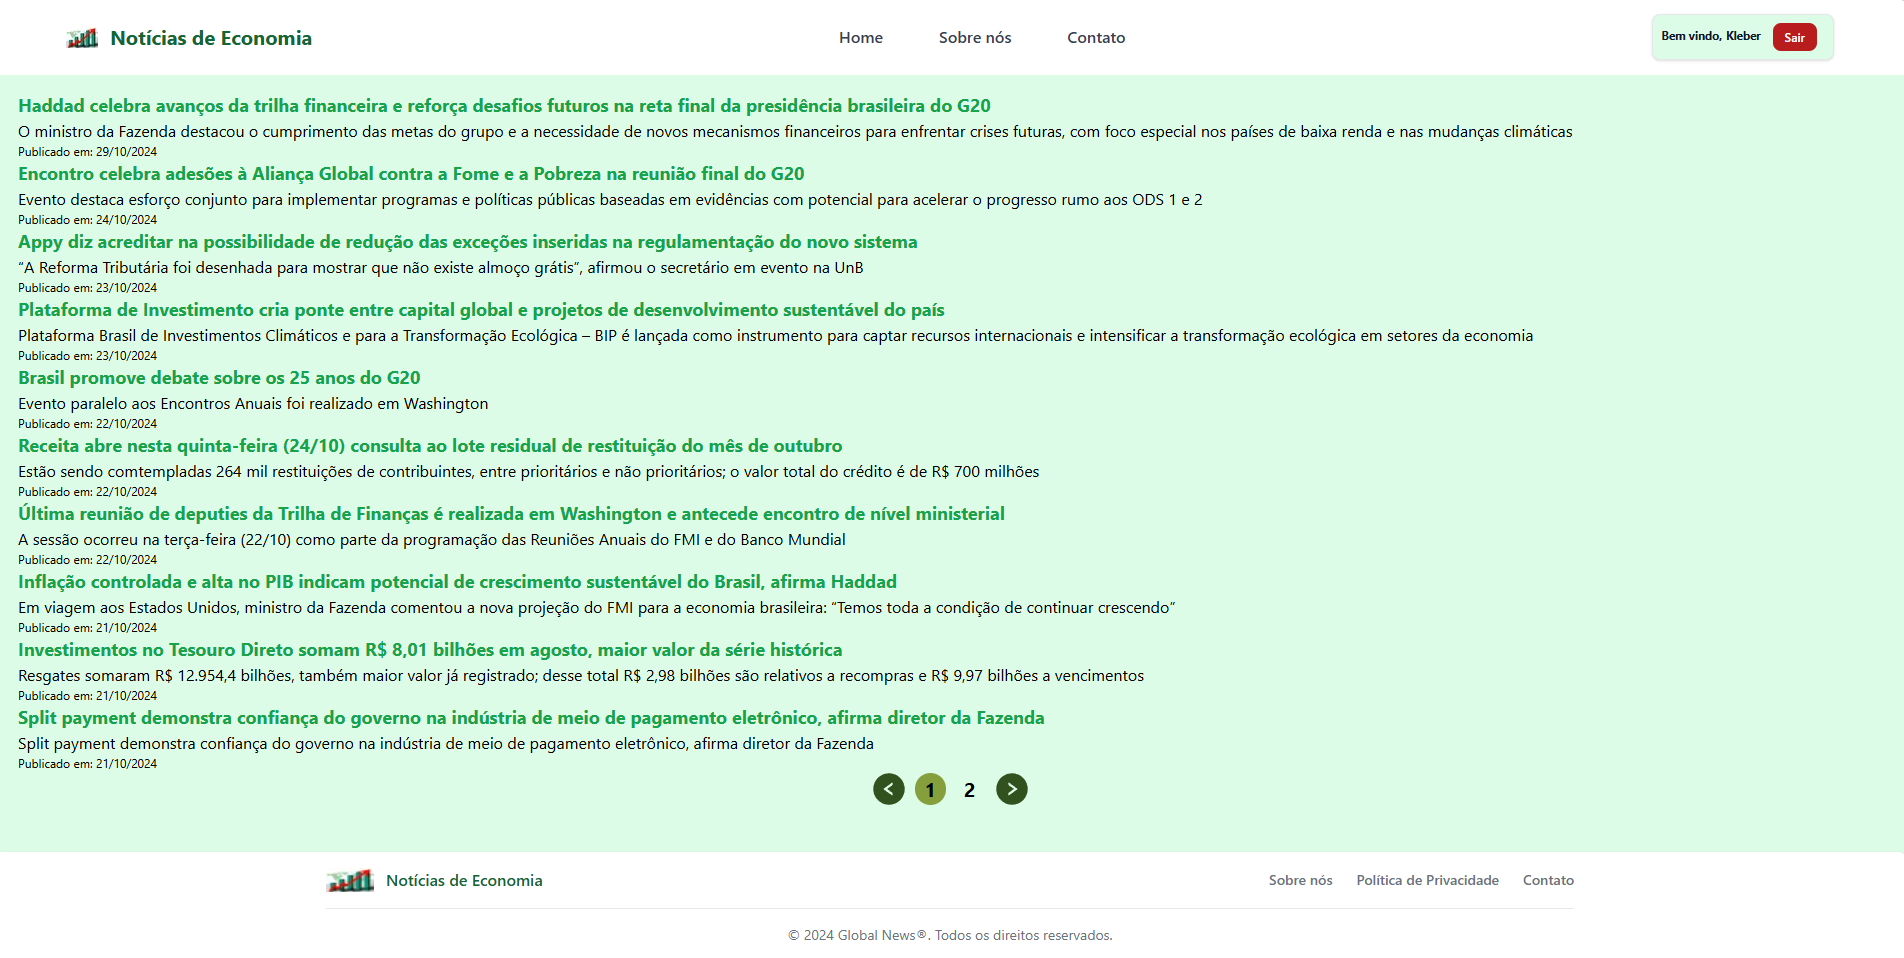 Notícias de Economia
Home
Sobre nós
Contato
Bem vindo, Kleber
Sair
Haddad celebra avanços da trilha financeira e reforça desafios futuros na reta final da presidência brasileira do G20
O ministro da Fazenda destacou o cumprimento das metas do grupo e a necessidade de novos mecanismos financeiros para enfrentar crises futuras, com foco especial nos países de baixa renda e nas mudanças climáticas
Publicado em: 29/10/2024
Encontro celebra adesões à Aliança Global contra a Fome e a Pobreza na reunião final do G20
Evento destaca esforço conjunto para implementar programas e políticas públicas baseadas em evidências com potencial para acelerar o progresso rumo aos ODS 1 e 2
Publicado em: 24/10/2024
Appy diz acreditar na possibilidade de redução das exceções inseridas na regulamentação do novo sistema
“A Reforma Tributária foi desenhada para mostrar que não existe almoço grátis”, afirmou o secretário em evento na UnB
Publicado em: 23/10/2024
Plataforma de Investimento cria ponte entre capital global e projetos de desenvolvimento sustentável do país
Plataforma Brasil de Investimentos Climáticos e para a Transformação Ecológica – BIP é lançada como instrumento para captar recursos internacionais e intensificar a transformação ecológica em setores da economia
Publicado em: 23/10/2024
Brasil promove debate sobre os 25 anos do G20
Evento paralelo aos Encontros Anuais foi realizado em Washington
Publicado em: 22/10/2024
Receita abre nesta quinta-feira (24/10) consulta ao lote residual de restituição do mês de outubro
Estão sendo comtempladas 264 mil restituições de contribuintes, entre prioritários e não prioritários; o valor total do crédito é de R$ 700 milhões
Publicado em: 22/10/2024
Última reunião de deputies da Trilha de Finanças é realizada em Washington e antecede encontro de nível ministerial
A sessão ocorreu na terça-feira (22/10) como parte da programação das Reuniões Anuais do FMI e do Banco Mundial
Publicado em: 22/10/2024
Inflação controlada e alta no PIB indicam potencial de crescimento sustentável do Brasil, afirma Haddad
Em viagem aos Estados Unidos, ministro da Fazenda comentou a nova projeção do FMI para a economia brasileira: “Temos toda a condição de continuar crescendo”
Publicado em: 21/10/2024
Investimentos no Tesouro Direto somam R$ 8,01 bilhões em agosto, maior valor da série histórica
Resgates somaram R$ 12.954,4 bilhões, também maior valor já registrado; desse total R$ 2,98 bilhões são relativos a recompras e R$ 9,97 bilhões a vencimentos
Publicado em: 21/10/2024
Split payment demonstra confiança do governo na indústria de meio de pagamento eletrônico, afirma diretor da Fazenda
Split payment demonstra confiança do governo na indústria de meio de pagamento eletrônico, afirma diretor da Fazenda
Publicado em: 21/10/2024
< 1 2 >
Notícias de Economia
Sobre nós
Política de Privacidade
Contato
© 2024 Global News®. Todos os direitos reservados.